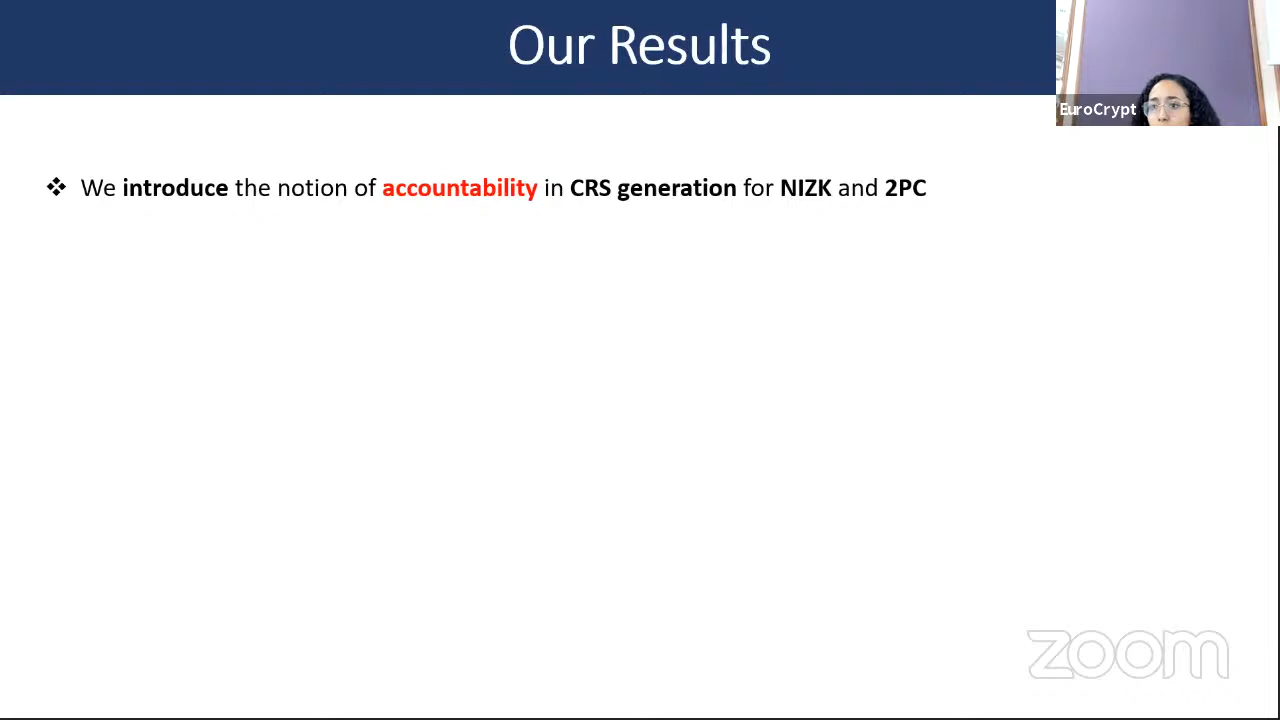 Our Results
EuroCrypt
❖ We introduce the notion of accountability in CRS generation for NIZK and 2PC
zoom